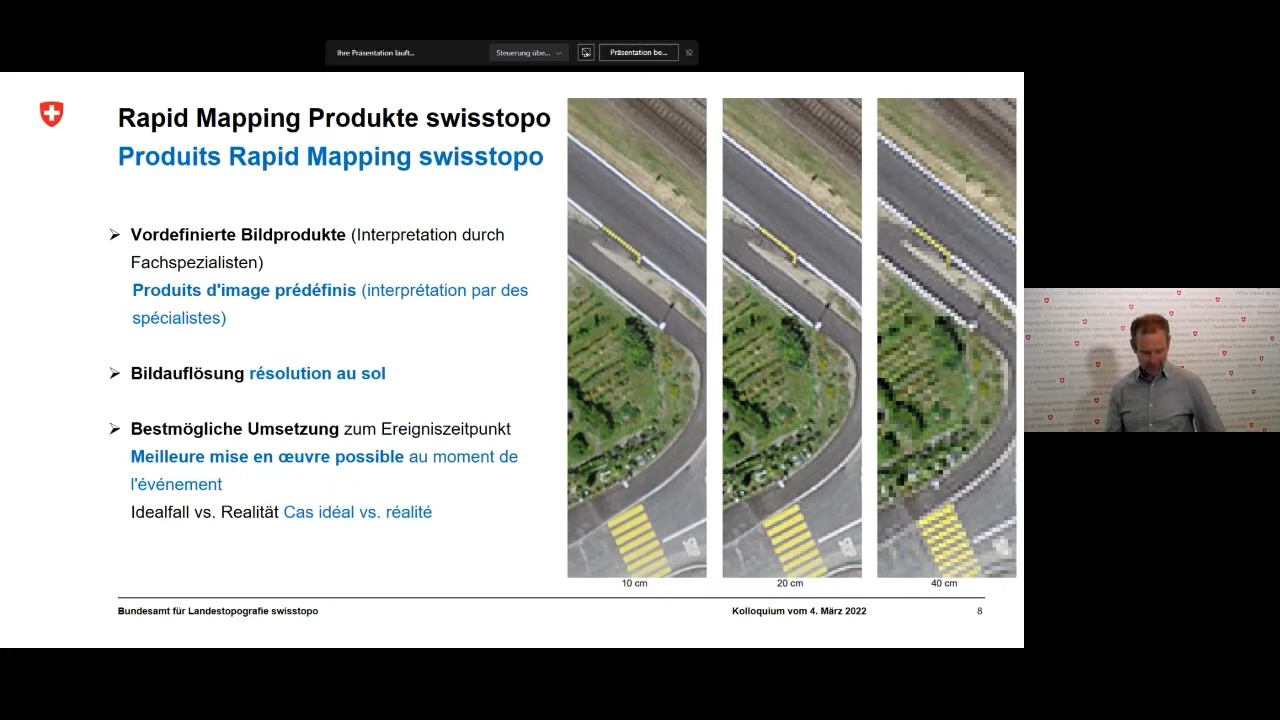 Ihre Präsentation läuft...
Steuerung übe...
Präsentation be...
Rapid Mapping Produkte swisstopo
Produits Rapid Mapping swisstopo
➢ Vordefinierte Bildprodukte (Interpretation durch
Fachspezialisten)
Produits d'image prédéfinis (interprétation par des
spécialistes)
➢ Bildauflösung résolution au sol
➢ Bestmögliche Umsetzung zum Ereigniszeitpunkt
Meilleure mise en œuvre possible au moment de
l'événement
Idealfall vs. Realität Cas idéal vs. réalité
10 cm
20 cm
40 cm
Bundesamt für Landestopografie swisstopo
Kolloquium vom 4. März 2022
8